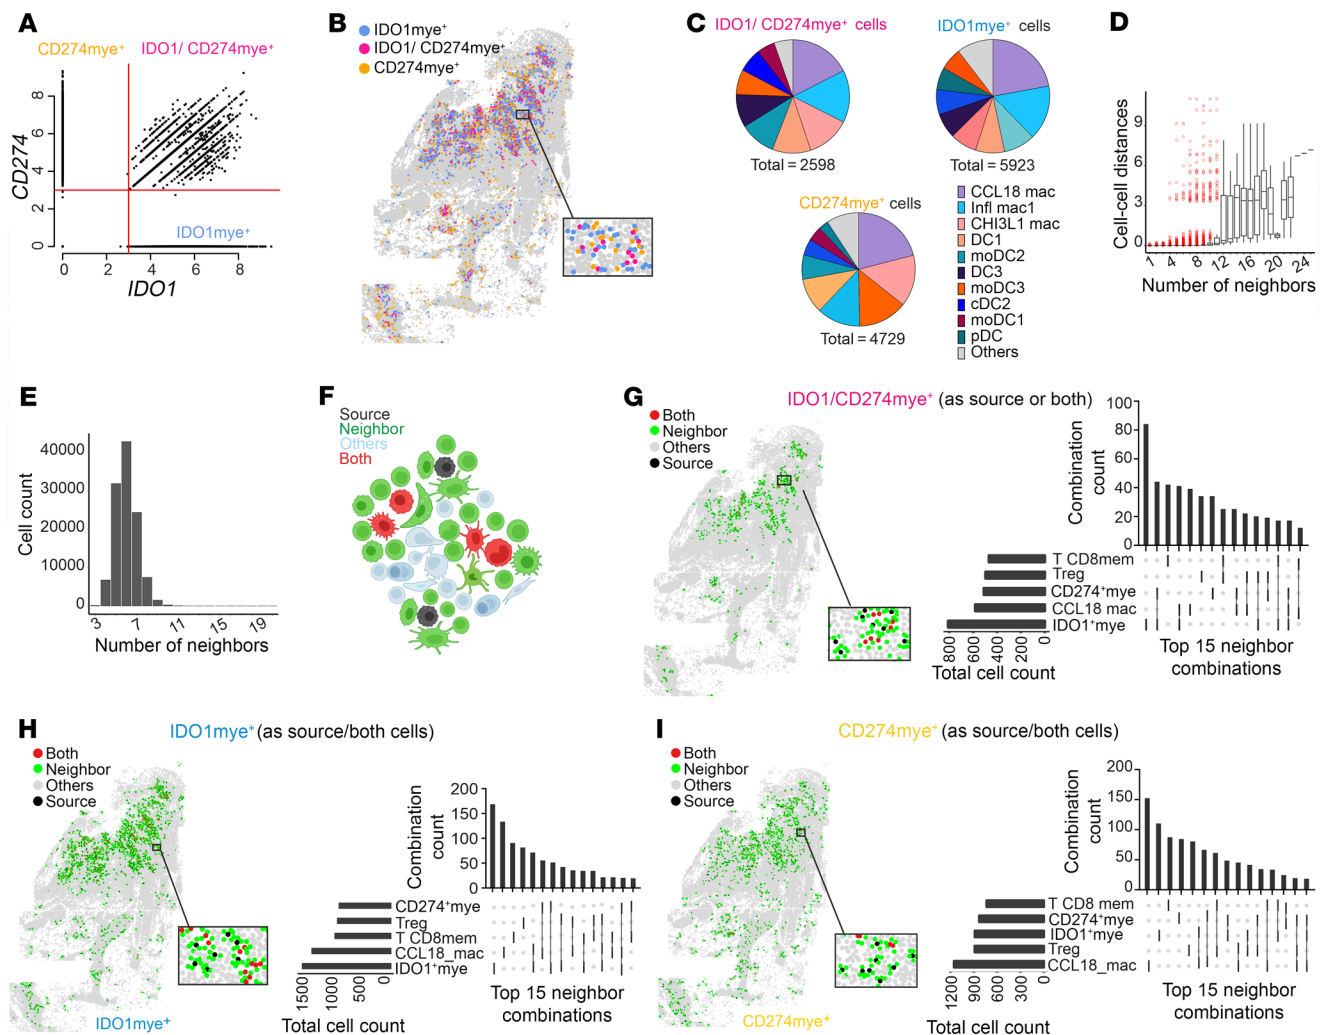 A
CD274mye⁺
IDO1/ CD274mye⁺
CD274
8
6
4
2
0
IDO1mye⁺
0
2
4
6
8
IDO1
B
IDO1mye⁺
IDO1/ CD274mye⁺
CD274mye⁺
C
IDO1/ CD274mye⁺ cells
Total = 2598
IDO1mye⁺ cells
Total = 5923
CD274mye⁺ cells
Total = 4729
CCL18 mac
Infl mac1
CHI3L1 mac
DC1
moDC2
DC3
moDC3
cDC2
moDC1
pDC
Others
D
Cell-cell distances
9
6
3
0
1 4 8 12 16 20 24
Number of neighbors
E
Cell count
40000
30000
20000
10000
0
3 7 11 15 19
Number of neighbors
F
Source
Neighbor
Others
Both
G
IDO1/CD274mye⁺ (as source or both)
Both
Neighbor
Others
Source
Combination count
100
80
60
40
20
0
T CD8mem
Treg
CD274⁺mye
CCL18 mac
IDO1⁺mye
800
600
400
200
0
Total cell count
Top 15 neighbor
combinations
H
IDO1mye⁺ (as source/both cells)
Both
Neighbor
Others
Source
IDO1mye⁺
Combination
count
200
150
100
50
0
CD274⁺mye
Treg
T CD8mem
CCL18_mac
IDO1⁺mye
1500
1000
500
0
Total cell count
Top 15 neighbor
combinations
I
CD274mye⁺ (as source/both cells)
Both
Neighbor
Others
Source
CD274mye⁺
Combination
count
200
150
100
50
0
T CD8 mem
CD274⁺mye
IDO1⁺mye
Treg
CCL18_mac
1200
900
600
300
0
Total cell count
Top 15 neighbor
combinations